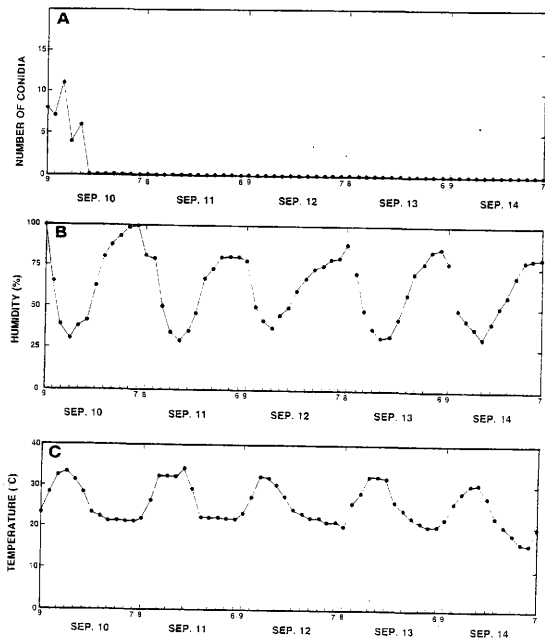 A
NUMBER OF CONIDIA
15
10
5
0
9 7 8 6 9 7 8 6 9 7
SEP. 10 SEP. 11 SEP. 12 SEP. 13 SEP. 14
B
HUMIDITY (%)
100
75
50
25
0
9 7 8 6 9 7 8 6 9 7
SEP. 10 SEP. 11 SEP. 12 SEP. 13 SEP. 14
C
TEMPERATURE (C)
40
30
20
10
0
9 7 8 6 9 7 8 6 9 7
SEP. 10 SEP. 11 SEP. 12 SEP. 13 SEP. 14